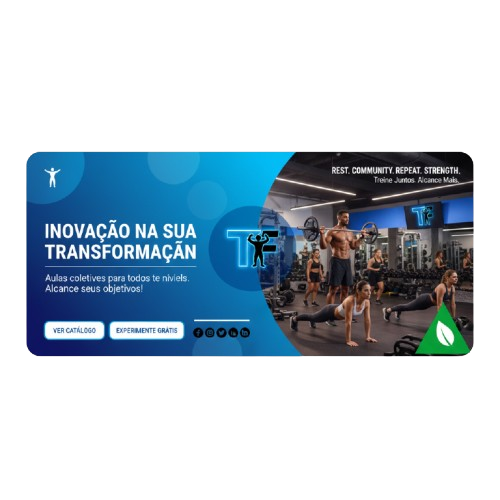 REST. COMMUNITY. REPEAT. STRENGTH.
Treine Juntos. Alcance Mais.
INOVAÇÃO NA SUA
TRANSFORMAÇÃN
Aulas coletives para todos te níviels.
Alcance seus objetivos!
TF
TF
VER CATÁLOGO
EXPERIMENTE GRÁTIS